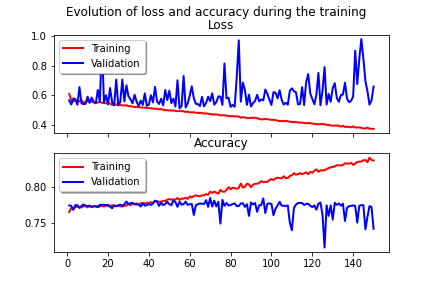 Evolution of loss and accuracy during the training
Loss
1.0
0.8
0.6
0.4
Training
Validation
Accuracy
0.80
0.75
Training
Validation
0 20 40 60 80 100 120 140